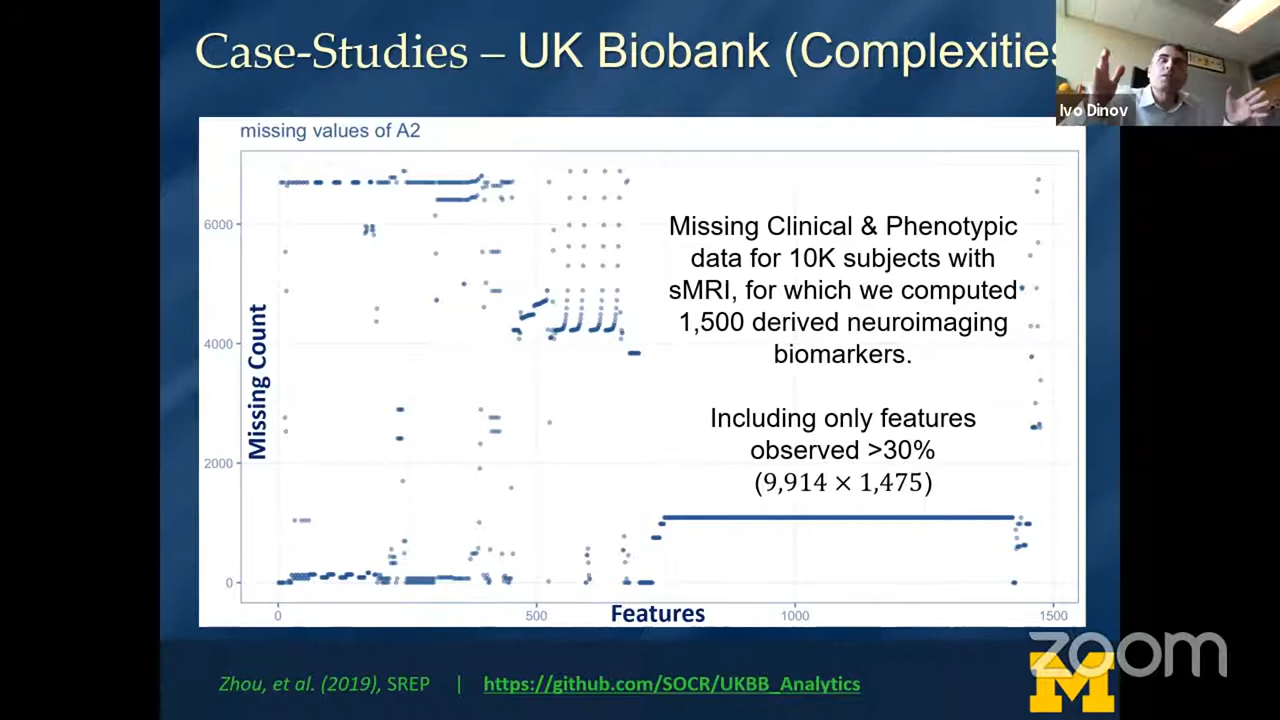 Case-Studies – UK Biobank (Complexities
Ivo Dinov
missing values of A2
6000
4000
2000
0
Missing Count
Missing Clinical & Phenotypic
data for 10K subjects with
sMRI, for which we computed
1,500 derived neuroimaging
biomarkers.
Including only features
observed >30%
(9,914 × 1,475)
0
500
1000
1500
Features
Zhou, et al. (2019), SREP | https://github.com/SOCR/UKBB_Analytics
zoom
M